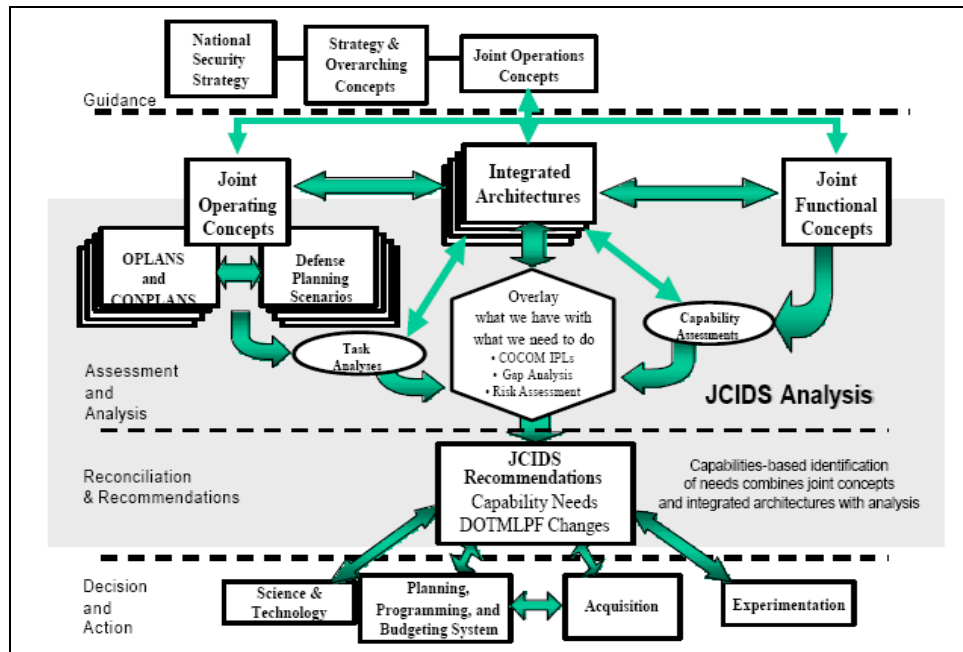 National
Security
Strategy
Strategy &
Overarching
Concepts
Joint Operations
Concepts
Guidance
Joint
Operating
Concepts
Integrated
Architectures
Joint
Functional
Concepts
OPLANS
and
CONPLANS
Defense
Planning
Scenarios
Overlay
what we have with
what we need to do
• COCOM IPLs
• Gap Analysis
• Risk Assessment
Task
Analyses
Capability
Assessments
Assessment
and
Analysis
JCIDS Analysis
Reconciliation
& Recommendations
JCIDS
Recommendations
Capability Needs
DOTMLPF Changes
Capabilities-based identification
of needs combines joint concepts
and integrated architectures with analysis
Decision
and
Action
Science &
Technology
Planning,
Programming, and
Budgeting System
Acquisition
Experimentation